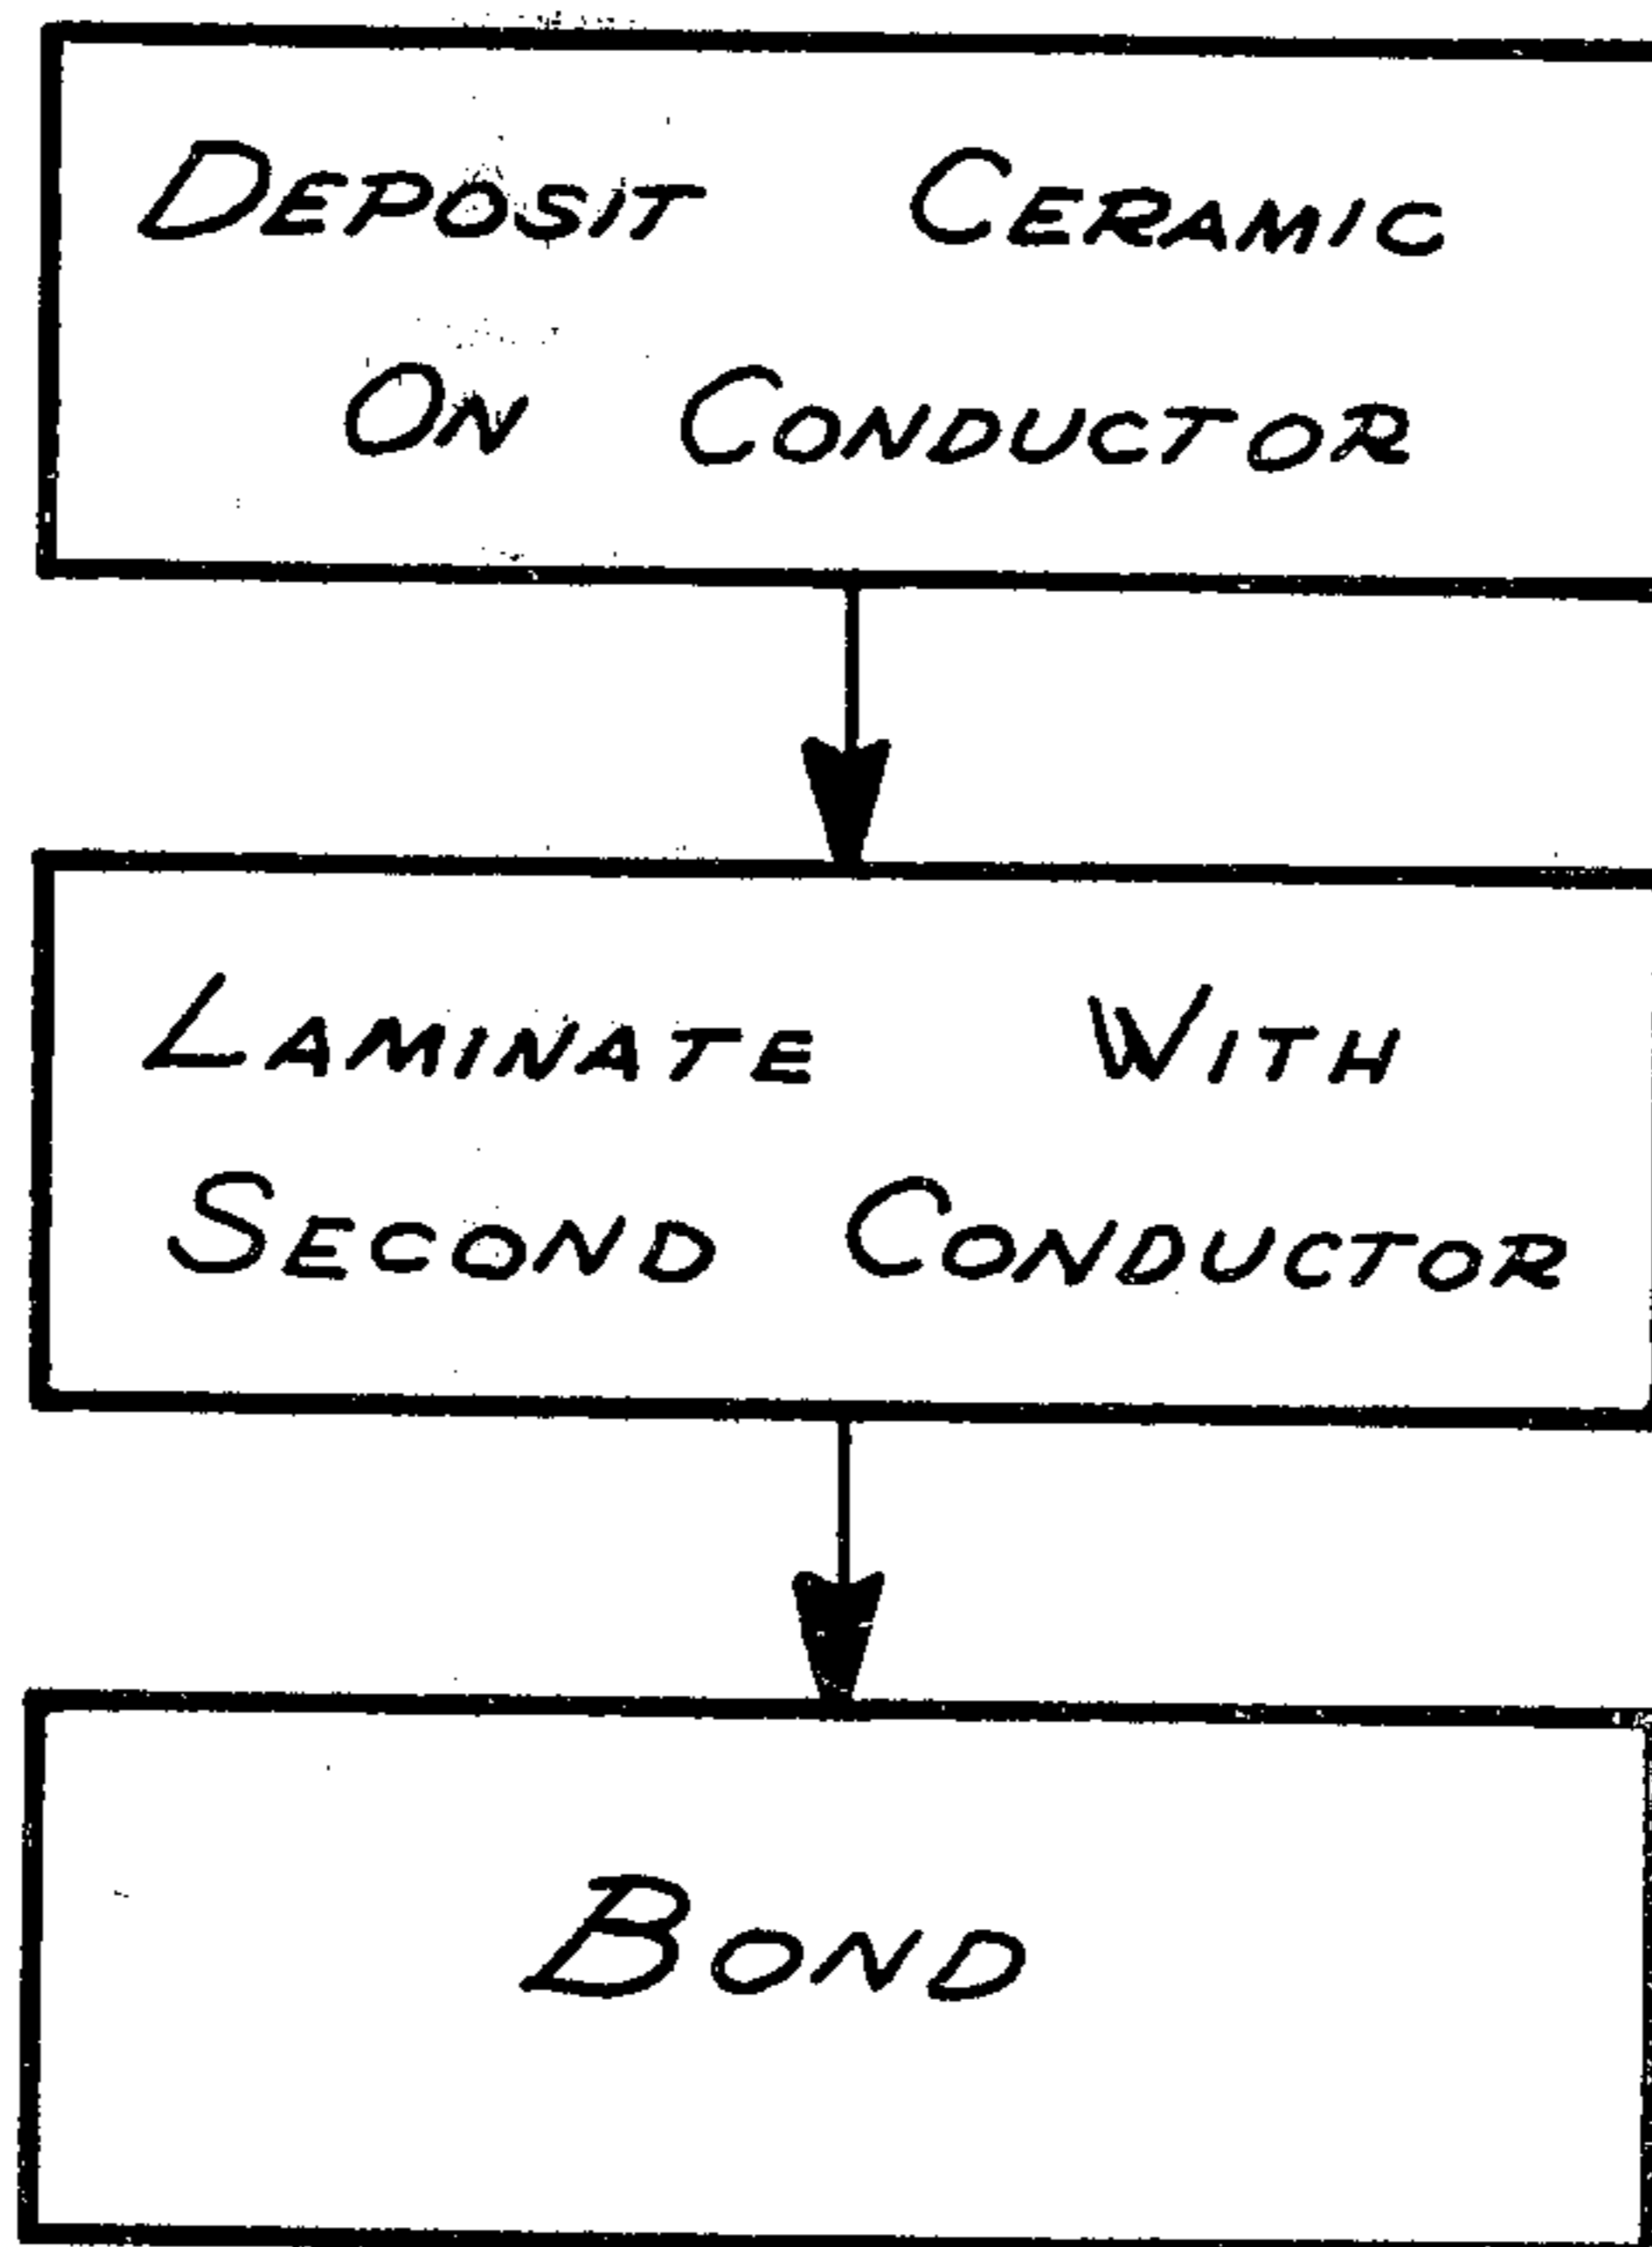 DEPOSIT CERAMIC
ON CONDUCTOR
LAMINATE WITH
SECOND CONDUCTOR
BOND